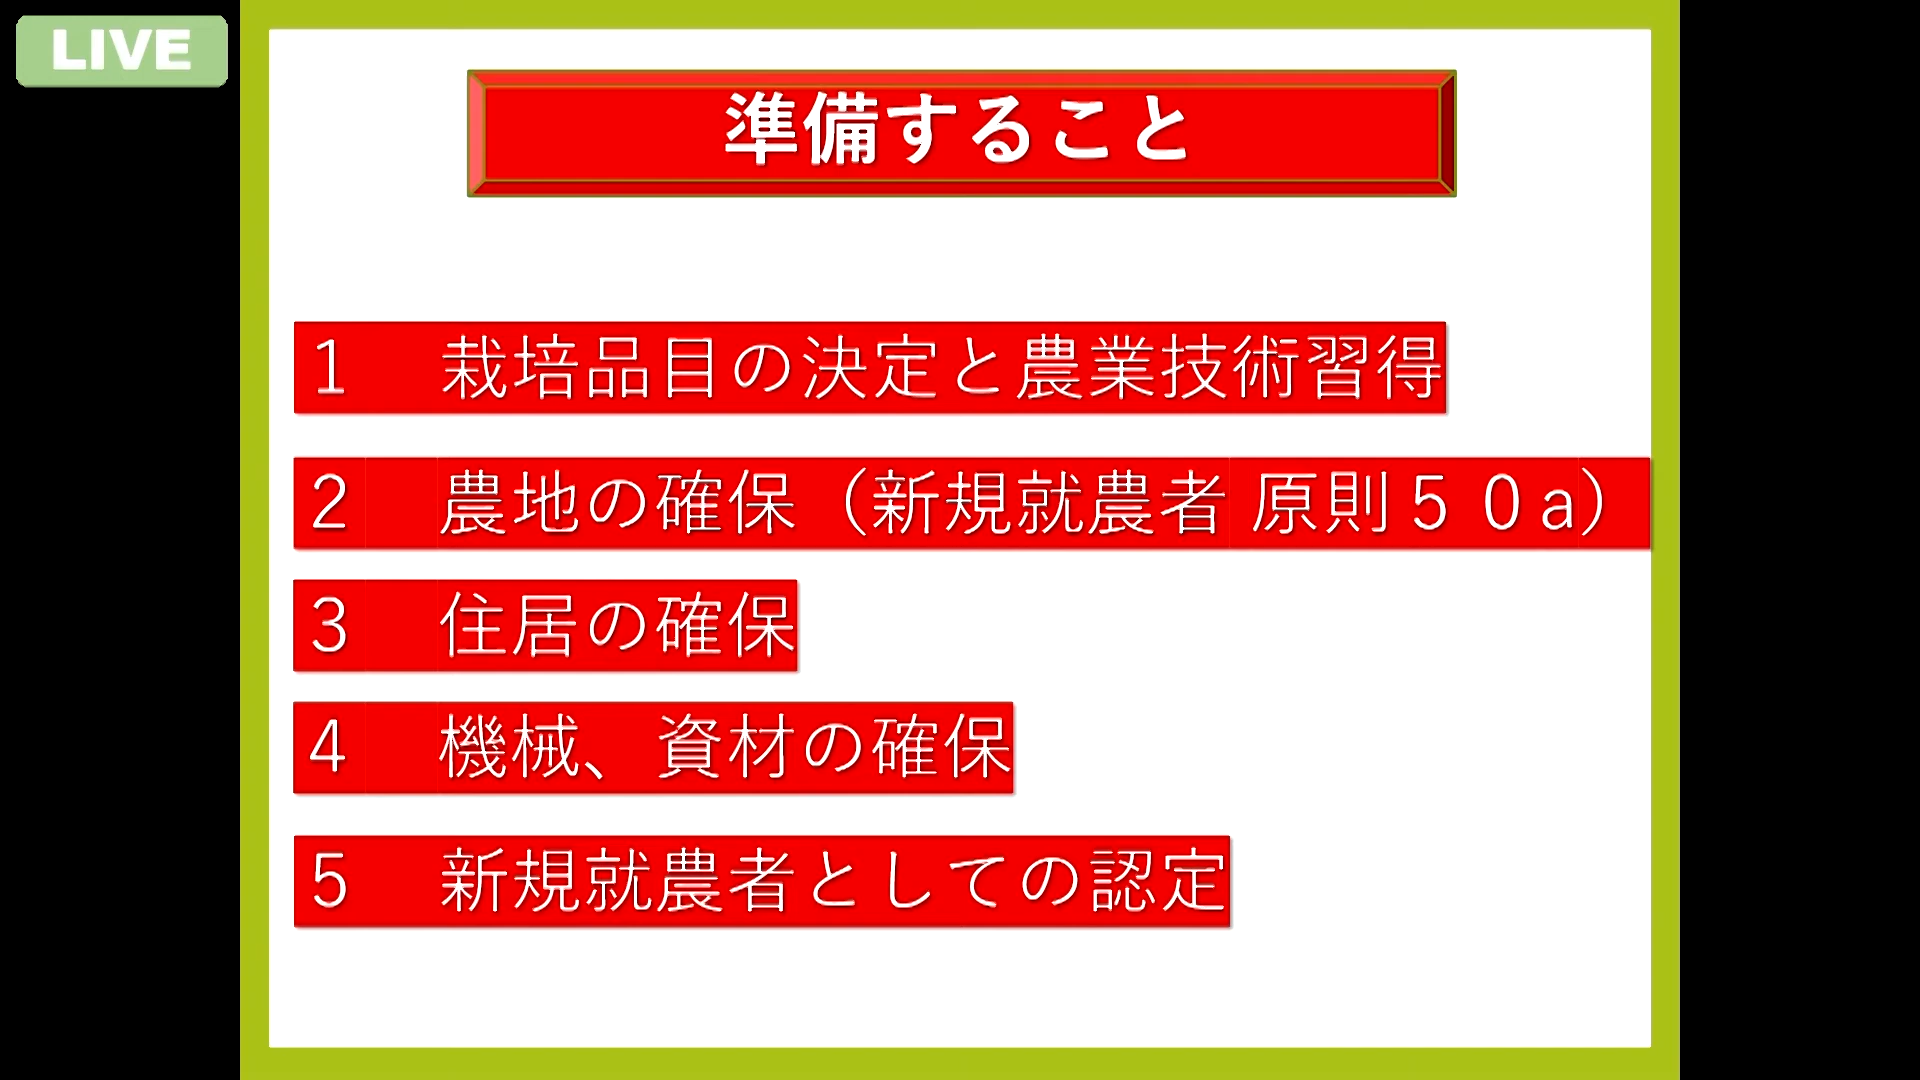 LIVE
準備すること
1　栽培品目の決定と農業技術習得
2　農地の確保（新規就農者 原則５０a）
3　住居の確保
4　機械、資材の確保
5　新規就農者としての認定